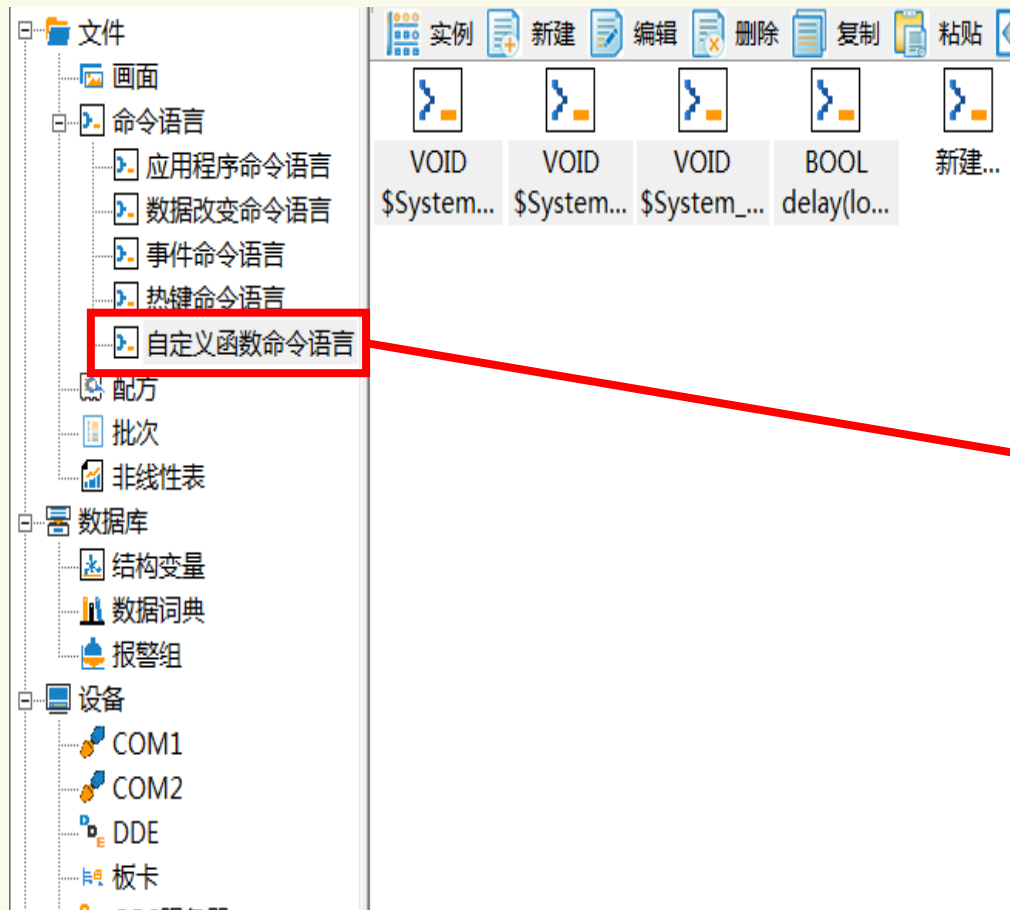 文件
画面
命令语言
应用程序命令语言
数据改变命令语言
事件命令语言
热键命令语言
自定义函数命令语言
配方
批次
非线性表
数据库
结构变量
数据词典
报警组
设备
COM1
COM2
DDE
板卡
实例 新建 编辑 删除 复制 粘贴
VOID
$System...
VOID
$System...
VOID
$System_...
BOOL
delay(lo...
新建...